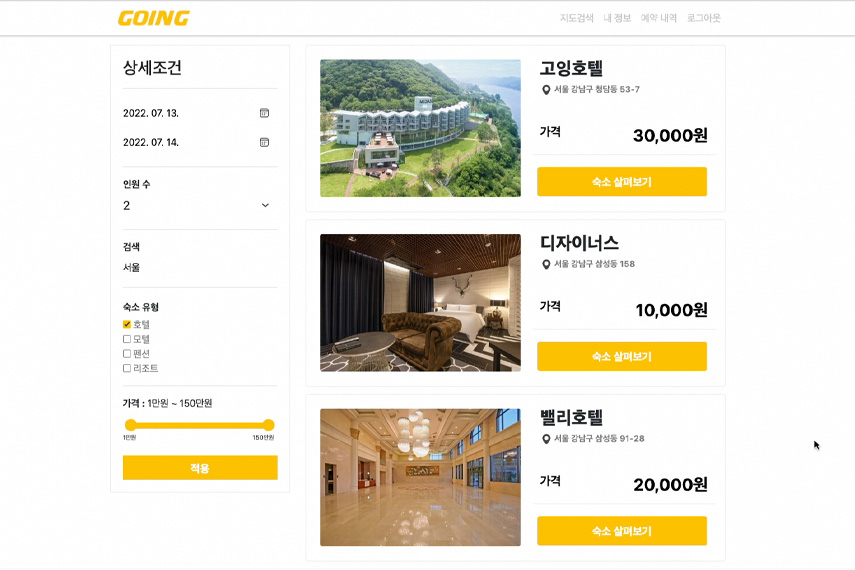 GOING
지도검색 내 정보 예약 내역 로그아웃
상세조건
2022. 07. 13.
2022. 07. 14.
인원 수
2
검색
서울
숙소 유형
호텔
모텔
펜션
리조트
가격 : 1만원 ~ 150만원
1만원 150만원
적용
고잉호텔
서울 강남구 청담동 53-7
가격 30,000원
숙소 살펴보기
디자이너스
서울 강남구 삼성동 158
가격 10,000원
숙소 살펴보기
밸리호텔
서울 강남구 삼성동 91-28
가격 20,000원
숙소 살펴보기